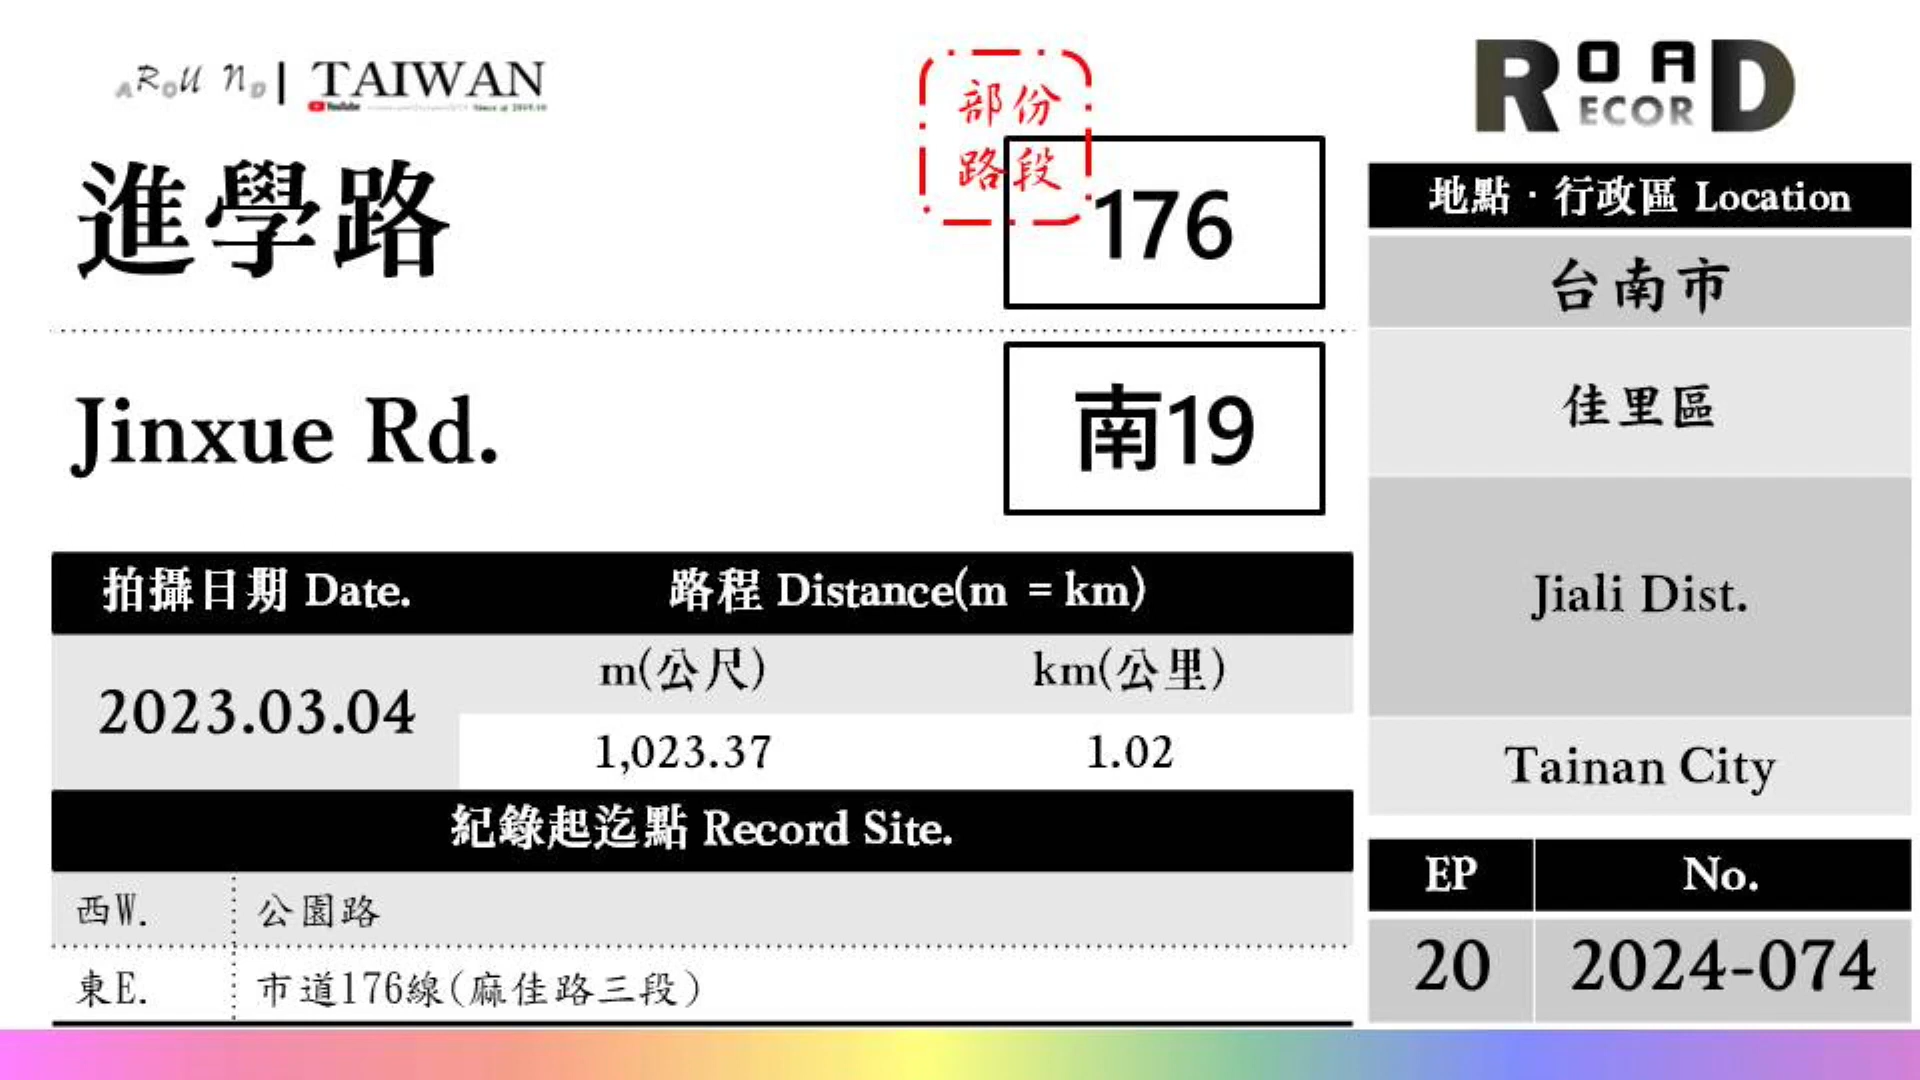 AROUND | TAIWAN
YouTube
部份
路段
ROAD
RECORD
進學路
176
Jinxue Rd.
南19
地點 · 行政區 Location
台南市
佳里區
Jiali Dist.
Tainan City
拍攝日期 Date.
路程 Distance(m = km)
m(公尺)
km(公里)
2023.03.04
1,023.37
1.02
紀錄起迄點 Record Site.
西W.
公園路
東E.
市道176線(麻佳路三段)
EP
No.
20
2024-074